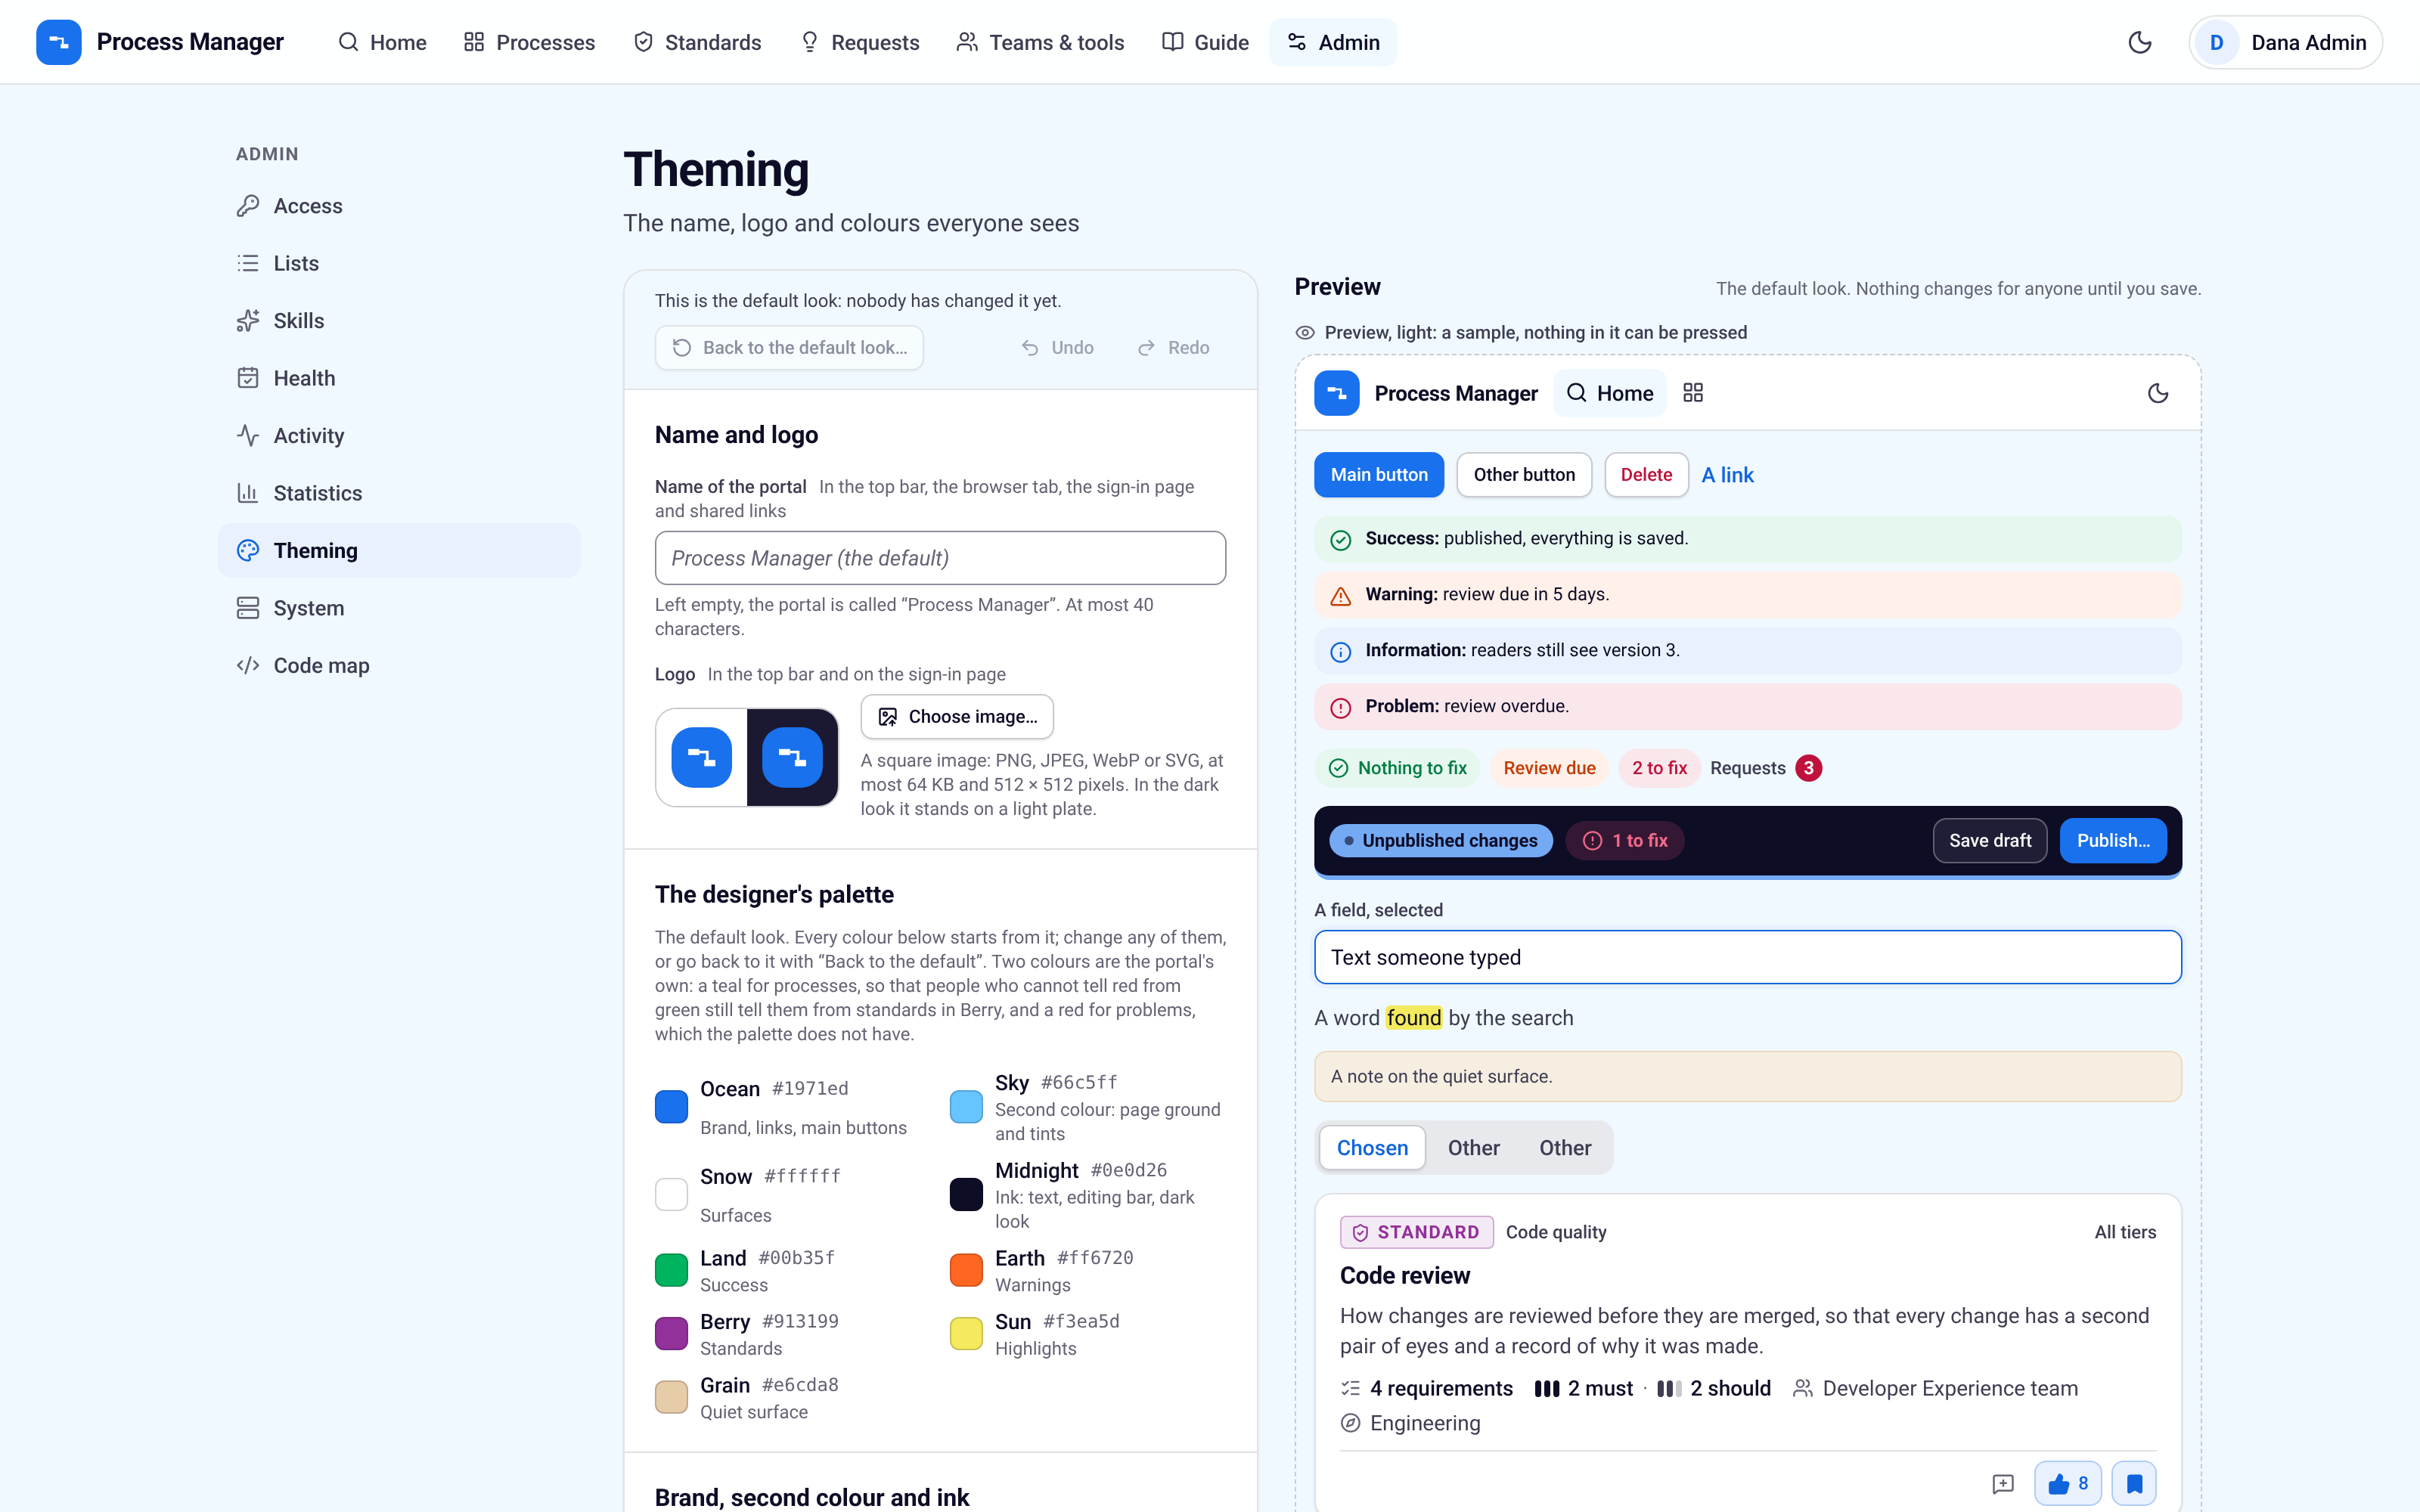 Process Manager
Home
Processes
Standards
Requests
Teams & tools
Guide
Admin
D
Dana Admin
ADMIN
Access
Lists
Skills
Health
Activity
Statistics
Theming
System
Code map
Theming
The name, logo and colours everyone sees
This is the default look: nobody has changed it yet.
Back to the default look…
Undo
Redo
Name and logo
Name of the portal In the top bar, the browser tab, the sign-in page
and shared links
Process Manager (the default)
Left empty, the portal is called “Process Manager”. At most 40
characters.
Logo In the top bar and on the sign-in page
Choose image…
A square image: PNG, JPEG, WebP or SVG, at
most 64 KB and 512 × 512 pixels. In the dark
look it stands on a light plate.
The designer's palette
The default look. Every colour below starts from it; change any of them,
or go back to it with “Back to the default”. Two colours are the portal's
own: a teal for processes, so that people who cannot tell red from
green still tell them from standards in Berry, and a red for problems,
which the palette does not have.
Ocean #1971ed
Brand, links, main buttons
Sky #66c5ff
Second colour: page ground
and tints
Snow #ffffff
Surfaces
Midnight #0e0d26
Ink: text, editing bar, dark
look
Land #00b35f
Success
Earth #ff6720
Warnings
Berry #913199
Standards
Sun #f3ea5d
Highlights
Grain #e6cda8
Quiet surface
Brand, second colour and ink
Preview
The default look. Nothing changes for anyone until you save.
Preview, light: a sample, nothing in it can be pressed
Process Manager
Home
Main button
Other button
Delete
A link
Success: published, everything is saved.
Warning: review due in 5 days.
Information: readers still see version 3.
Problem: review overdue.
Nothing to fix
Review due
2 to fix
Requests 3
Unpublished changes
1 to fix
Save draft
Publish…
A field, selected
Text someone typed
A word found by the search
A note on the quiet surface.
Chosen
Other
Other
STANDARD
Code quality
All tiers
Code review
How changes are reviewed before they are merged, so that every change has a second
pair of eyes and a record of why it was made.
4 requirements 2 must · 2 should Developer Experience team
Engineering
8